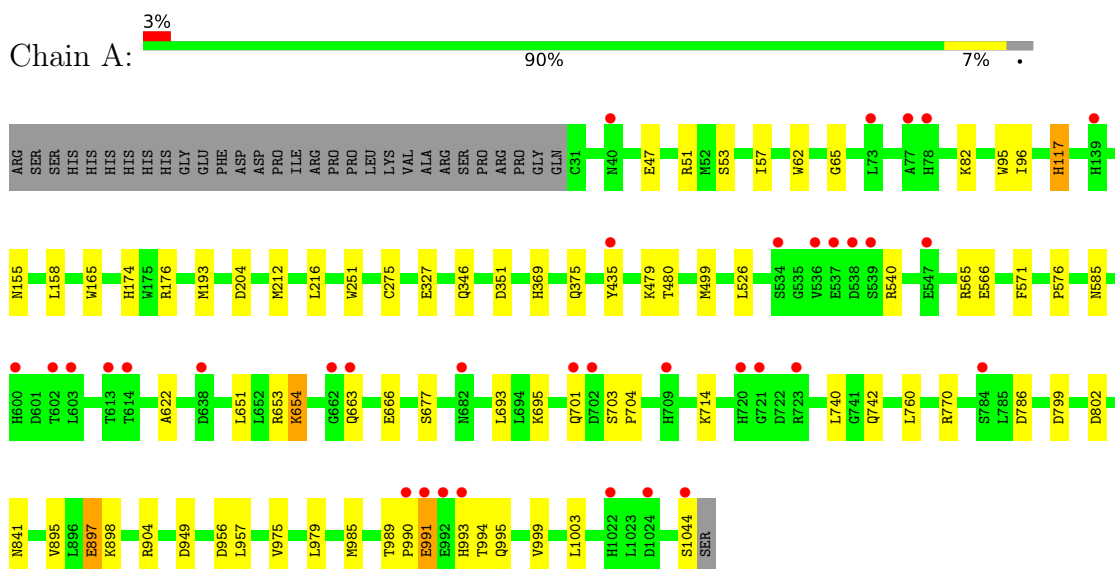 3%
Chain A:
90% 7% •
ARG SER SER HIS HIS HIS HIS HIS HIS GLY GLU PHE ASP ASP PRO ILE ARG PRO PRO LEU LYS VAL ALA ARG SER PRO ARG PRO GLY GLN C31 N40 E47 R51 M52 S53 I57 W62 G65 L73 A77 H78 K82 W95 I96 H117 H139
N155 L158 W165 H174 W175 R176 M193 D204 M212 L216 W251 C275 E327 Q346 D351 H369 Q375 Y435 K479 T480 M499 L526 S534 G535 V536 E537 D538 S539 R540 E547 R565 E566 F571 P576 N585
H600 D601 T602 L603 T613 T614 A622 D638 L651 L652 R653 K654 G662 Q663 E666 S677 N682 L693 L694 K695 Q701 D702 S703 P704 H709 K714 H720 G721 D722 R723 L740 G741 Q742 L760 R770 S784 L785 D786 D799 D802
N841 V895 L896 E897 K898 R904 D949 D956 L957 V975 L979 M985 T989 P990 E991 E992 H993 T994 Q995 V999 L1003 H1022 L1023 D1024 S1044 SER